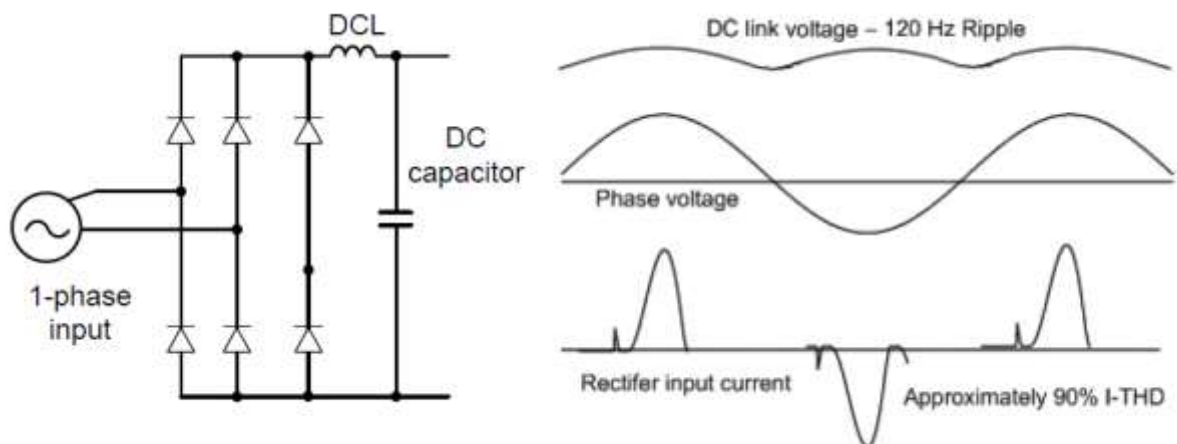 DCL
DC
capacitor
1-phase
input
DC link voltage – 120 Hz Ripple
Phase voltage
Rectifer input current
Approximately 90% I-THD